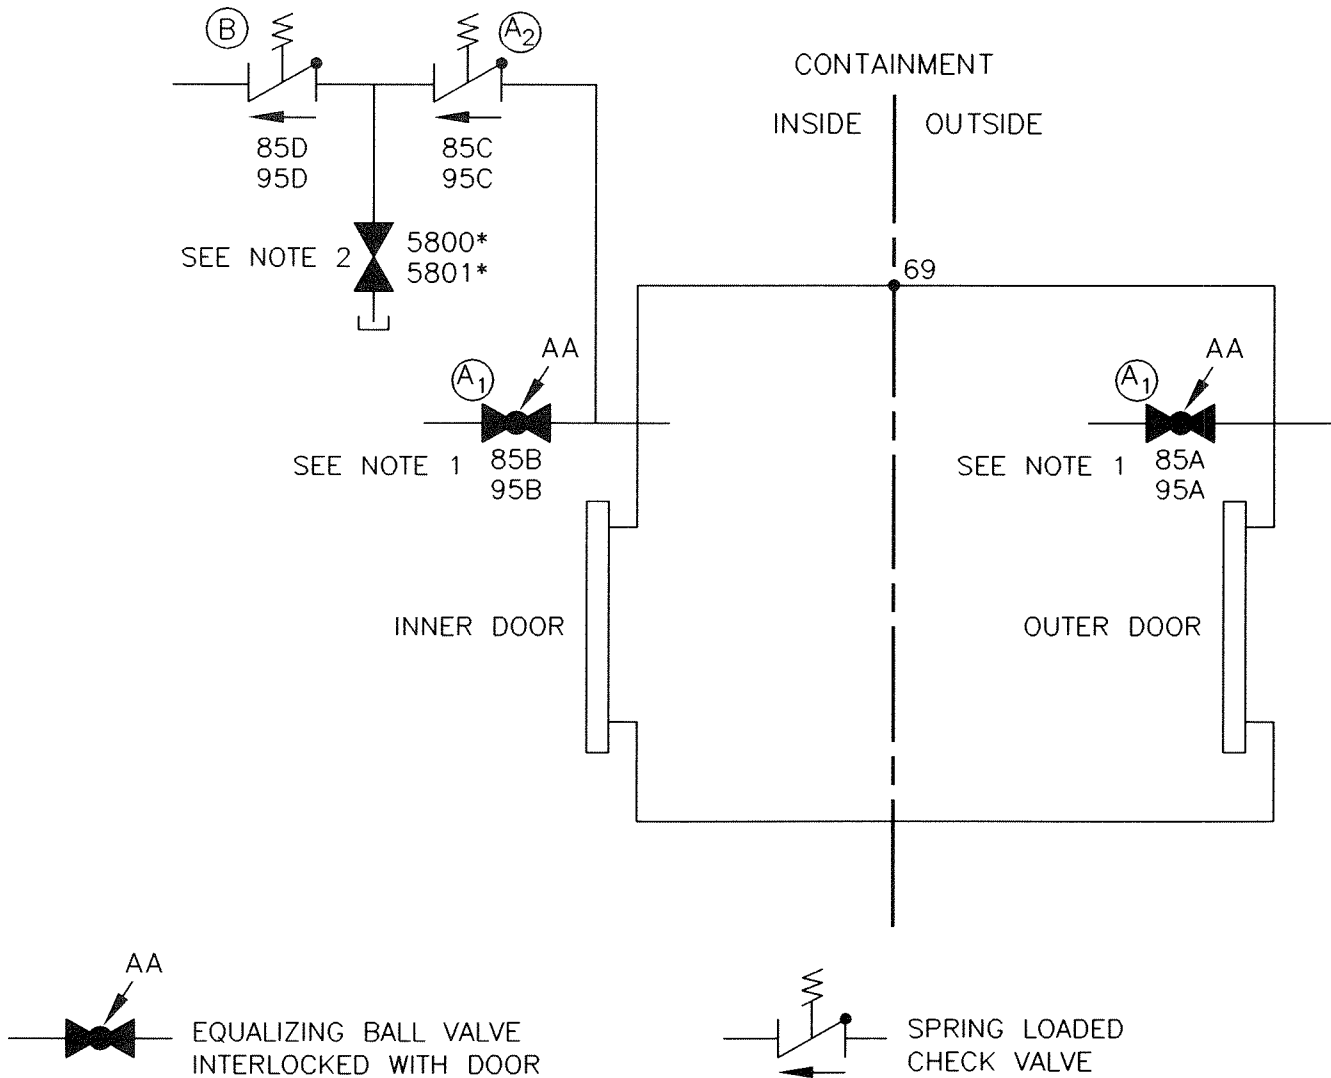 B
A2
CONTAINMENT
INSIDE
OUTSIDE
85D
95D
85C
95C
SEE NOTE 2
5800*
5801*
69
AA
A1
SEE NOTE 1
85B
95B
AA
A1
SEE NOTE 1
85A
95A
INNER DOOR
OUTER DOOR
AA
EQUALIZING BALL VALVE
INTERLOCKED WITH DOOR
SPRING LOADED
CHECK VALVE